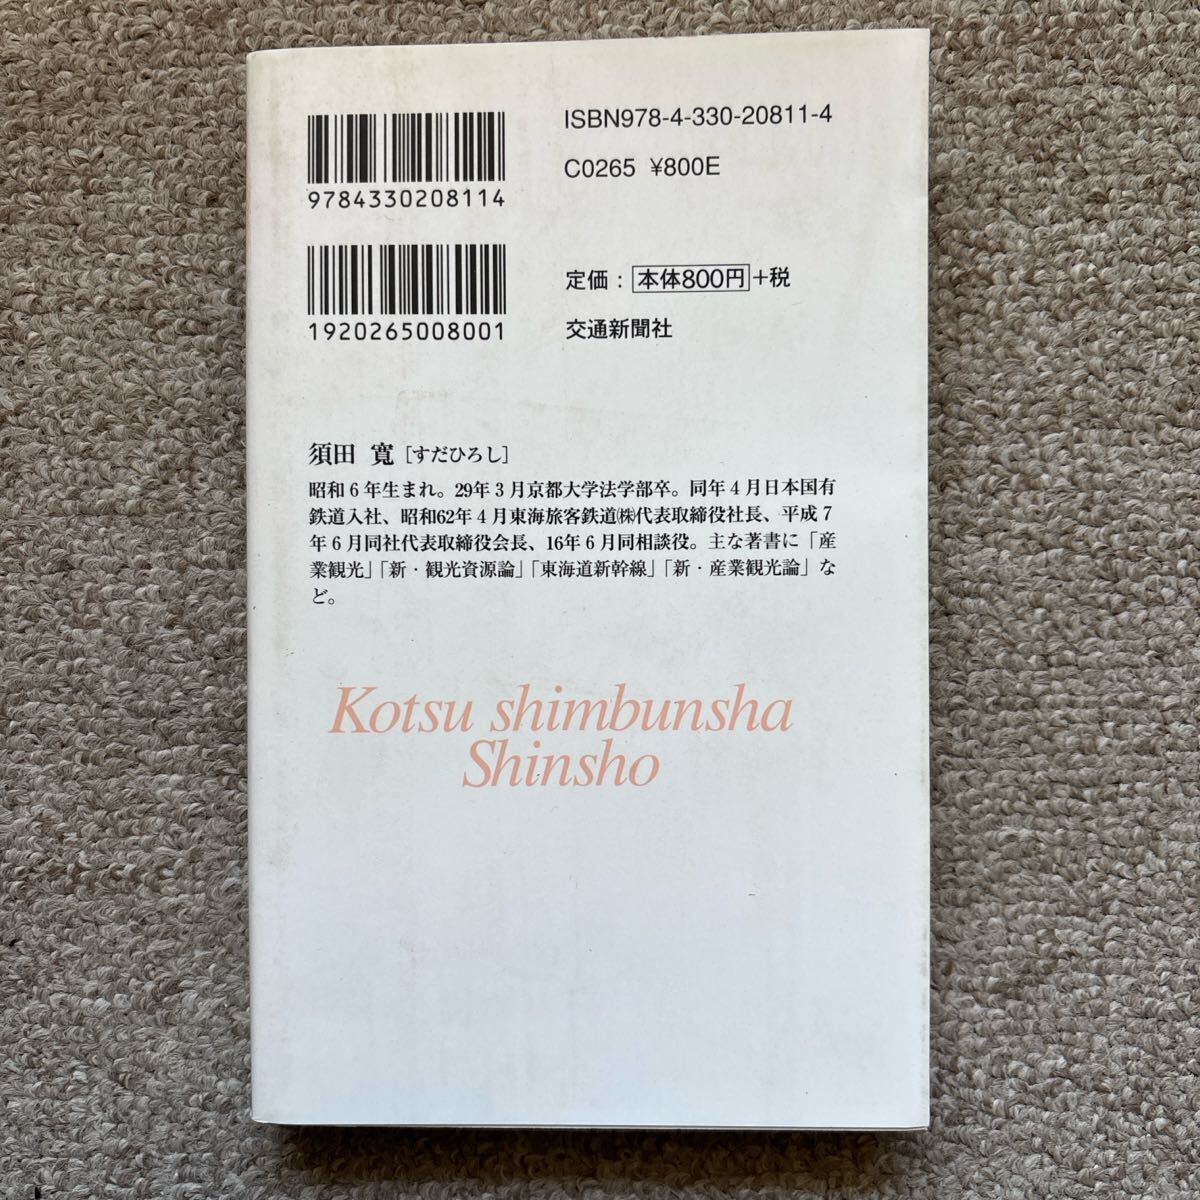 ISBN978-4-330-20811-4
C0265 ¥800E
9784330208114
1920265008001
定価：本体800円+税
交通新聞社
須田 寛［すだひろし］
昭和6年生まれ。29年3月京都大学法学部卒。同年4月日本国有
鉄道入社、昭和62年4月東海旅客鉄道㈱代表取締役社長、平成7
年6月同社代表取締役会長、16年6月同相談役。主な著書に「産
業観光」「新・観光資源論」「東海道新幹線」「新・産業観光論」な
ど。
Kotsu shimbunsha
Shinsho